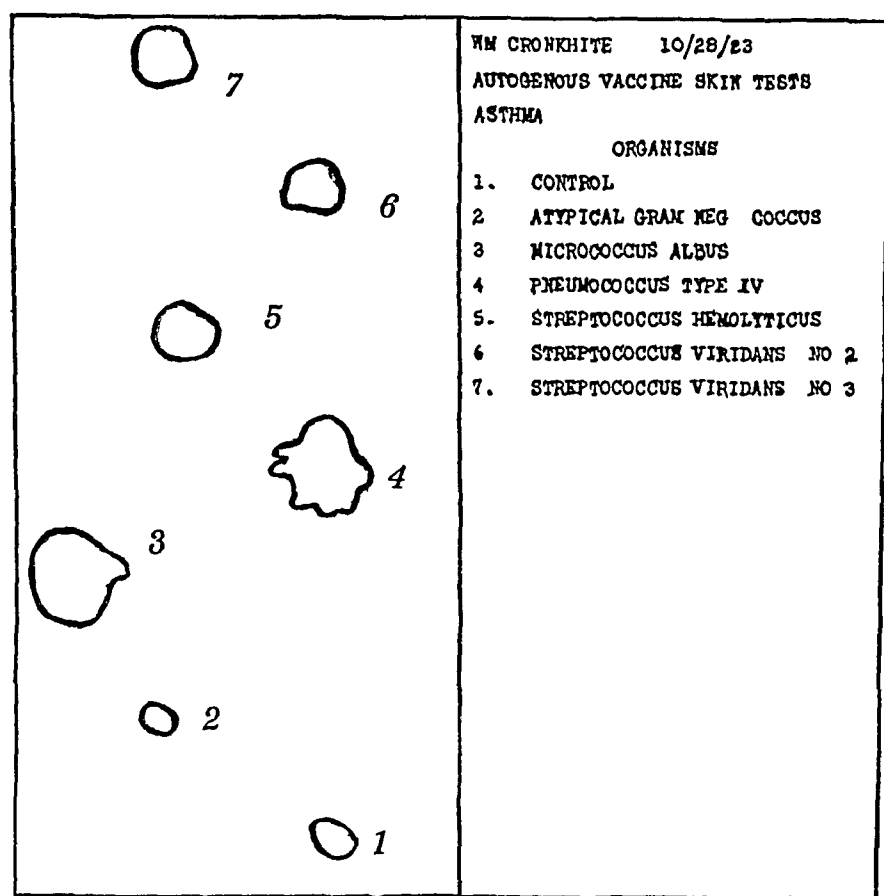 WM CRONKHITE 10/28/23
AUTOGENOUS VACCINE SKIN TESTS
ASTHMA
ORGANISMS
1. CONTROL
2 ATYPICAL GRAM NEG COCCUS
3 MICROCOCCUS ALBUS
4 PNEUMOCOCCUS TYPE IV
5. STREPTOCOCCUS HEMOLYTICUS
6 STREPTOCOCCUS VIRIDANS NO 2
7. STREPTOCOCCUS VIRIDANS NO 3
7
6
5
4
3
2
1